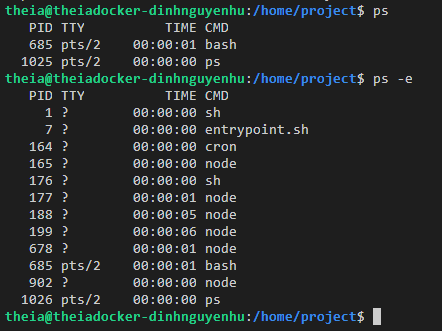 theia@theiadocker-dinhnguyenhu:/home/project$ ps
PID TTY TIME CMD
685 pts/2 00:00:01 bash
1025 pts/2 00:00:00 ps
theia@theiadocker-dinhnguyenhu:/home/project$ ps -e
PID TTY TIME CMD
1 ? 00:00:00 sh
7 ? 00:00:00 entrypoint.sh
164 ? 00:00:00 cron
165 ? 00:00:00 node
176 ? 00:00:00 sh
177 ? 00:00:01 node
188 ? 00:00:05 node
199 ? 00:00:06 node
678 ? 00:00:01 node
685 pts/2 00:00:01 bash
902 ? 00:00:00 node
1026 pts/2 00:00:00 ps
theia@theiadocker-dinhnguyenhu:/home/project$